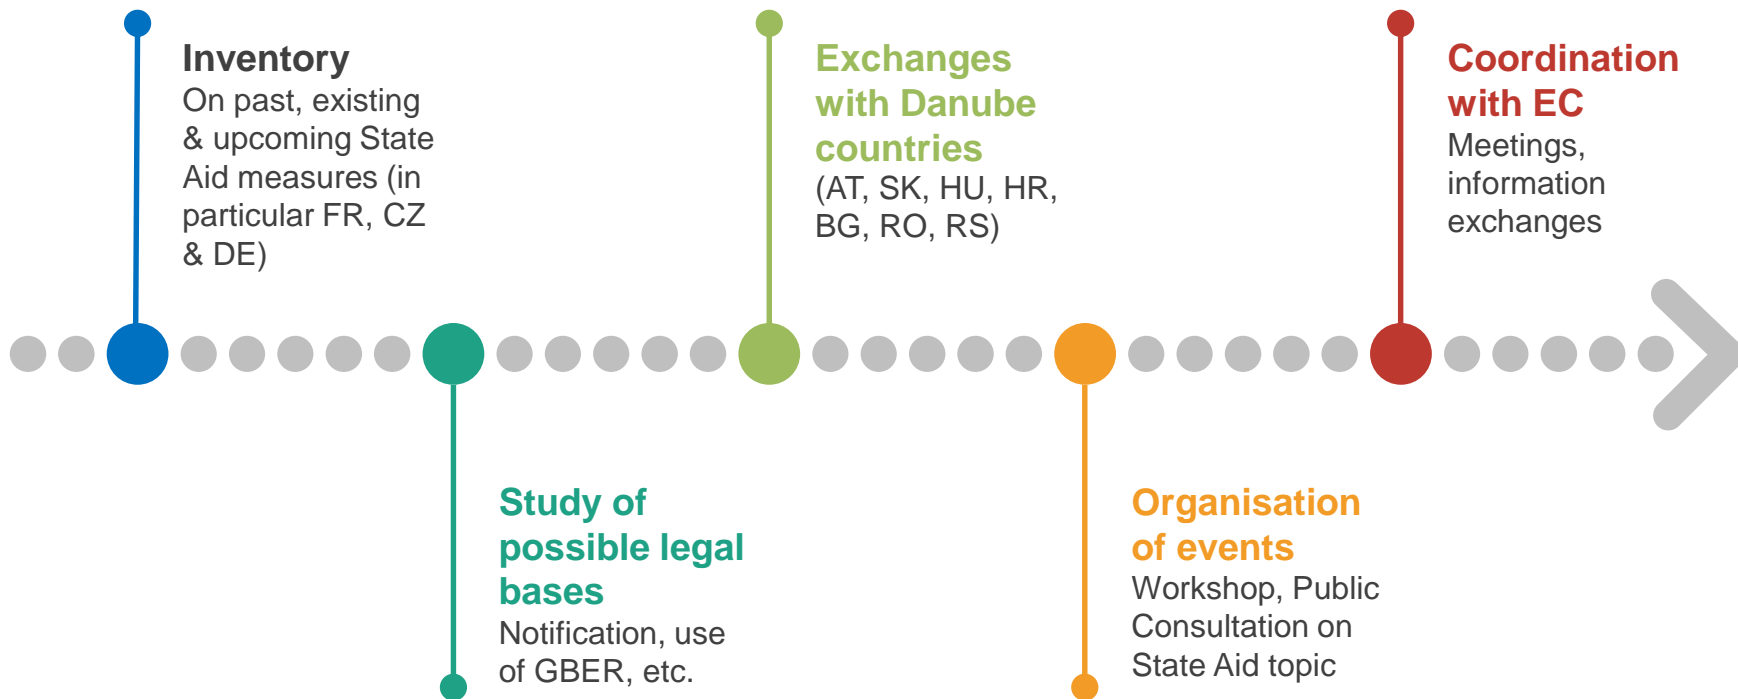 Inventory
On past, existing
& upcoming State
Aid measures (in
particular FR, CZ
& DE)
Study of
possible legal
bases
Notification, use
of GBER, etc.
Exchanges
with Danube
countries
(AT, SK, HU, HR,
BG, RO, RS)
Organisation
of events
Workshop, Public
Consultation on
State Aid topic
Coordination
with EC
Meetings,
information
exchanges